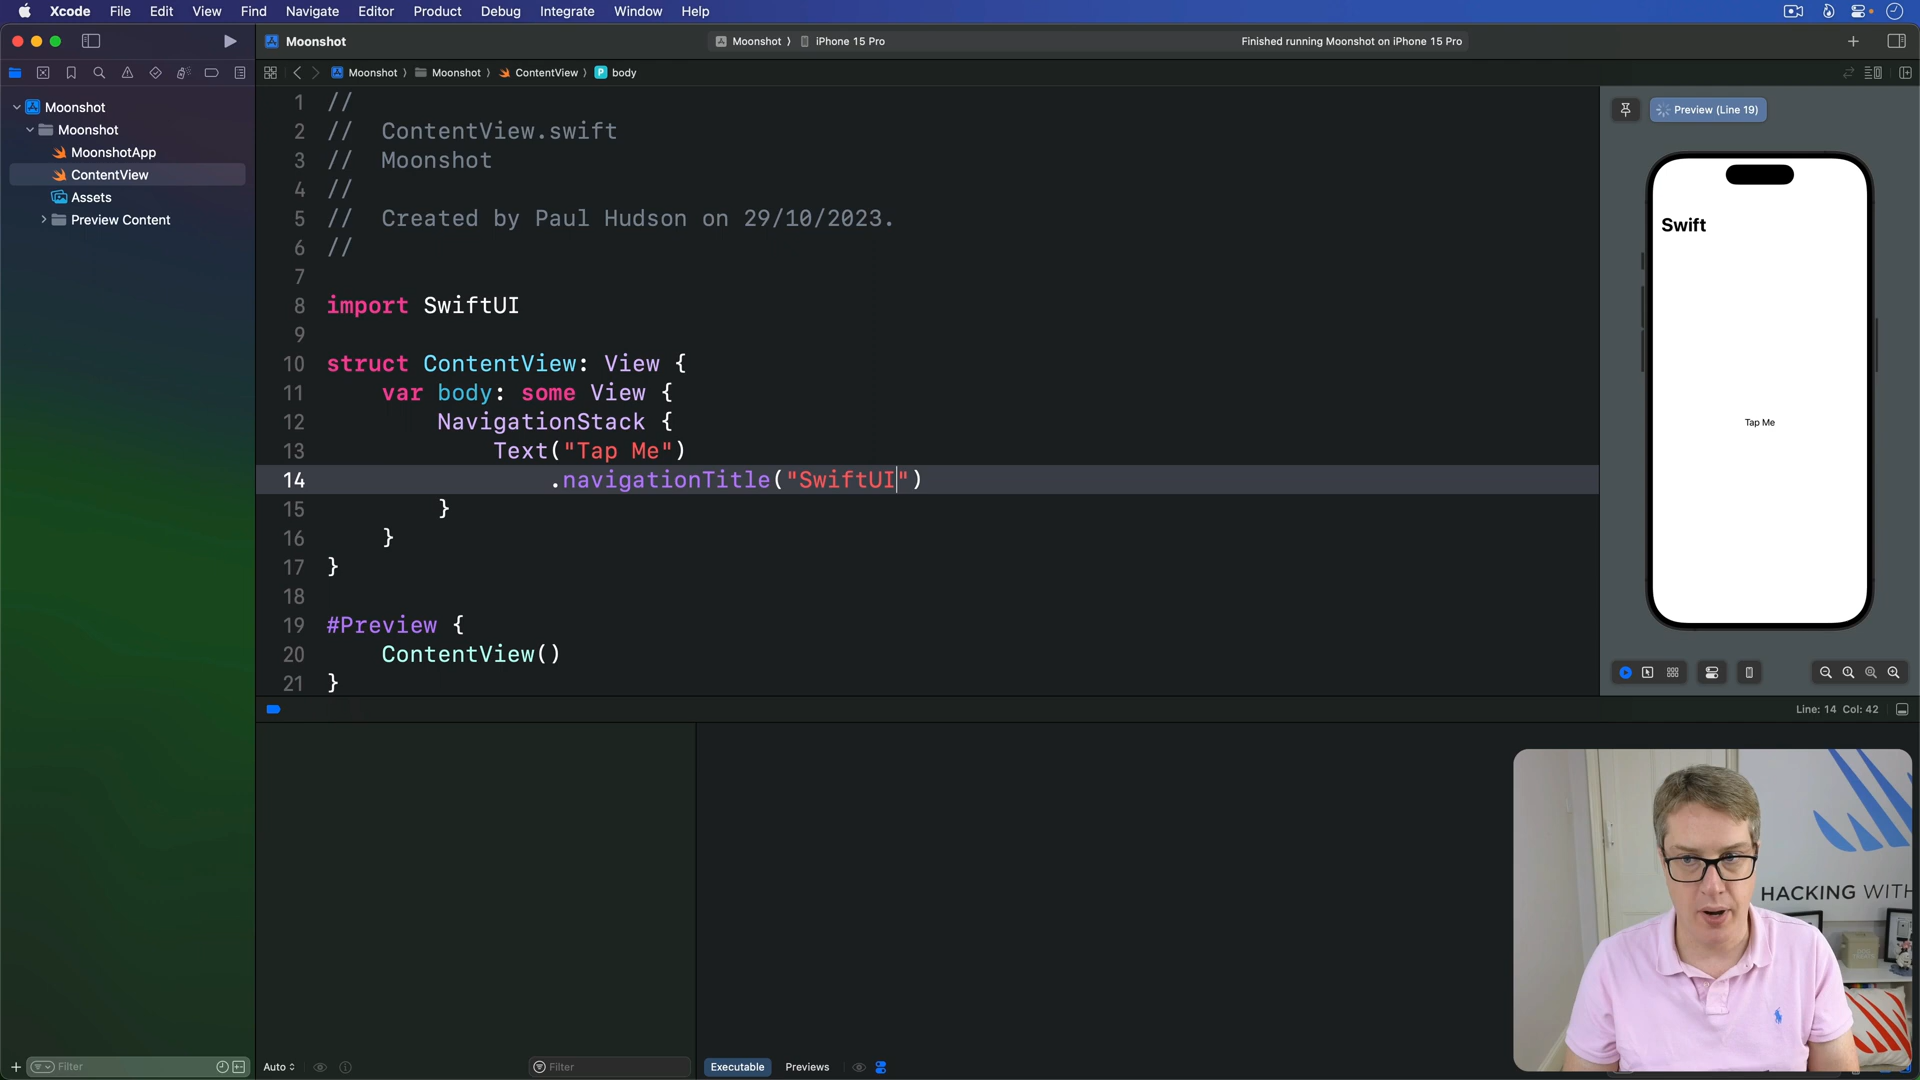 Xcode File Edit View Find Navigate Editor Product Debug Integrate Window Help
Moonshot
Moonshot iPhone 15 Pro
Finished running Moonshot on iPhone 15 Pro
Moonshot Moonshot ContentView P body
Moonshot
Moonshot
MoonshotApp
ContentView
Assets
Preview Content
1 //
2 // ContentView.swift
3 // Moonshot
4 //
5 // Created by Paul Hudson on 29/10/2023.
6 //
7
8 import SwiftUI
9
10 struct ContentView: View {
11 var body: some View {
12 NavigationStack {
13 Text("Tap Me")
14 .navigationTitle("SwiftUI")
15 }
16 }
17 }
18
19 #Preview {
20 ContentView()
21 }
Preview (Line 19)
Swift
Tap Me
Line: 14 Col: 42
HACKING WITH
Filter
Auto
Filter
Executable
Previews